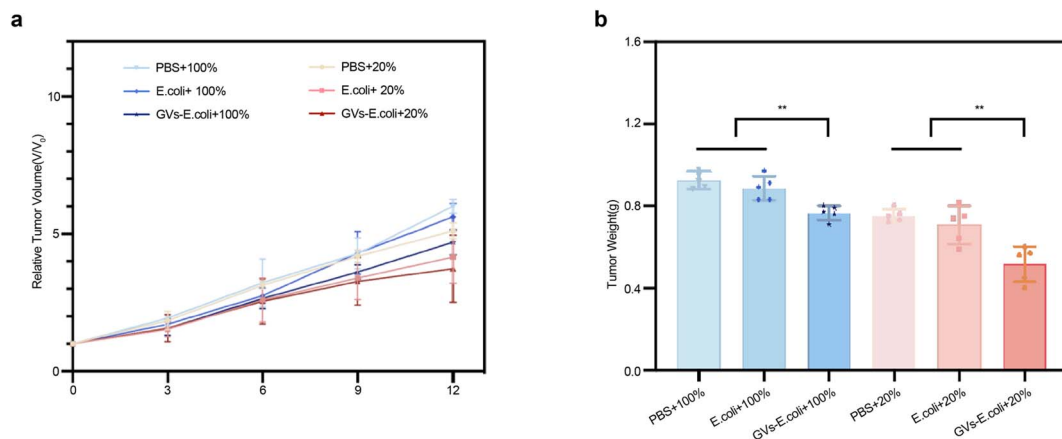 a
b
Relative Tumor Volume(V/V0)
10
5
0
PBS+100%
E.coli+ 100%
GVs-E.coli+100%
PBS+20%
E.coli+ 20%
GVs-E.coli+20%
0 3 6 9 12
Tumor Weight(g)
1.6
1.2
0.8
0.4
0.0
** **
PBS+100%
E.coli+100%
GVs-E.coli+100%
PBS+20%
E.coli+20%
GVs-E.coli+20%